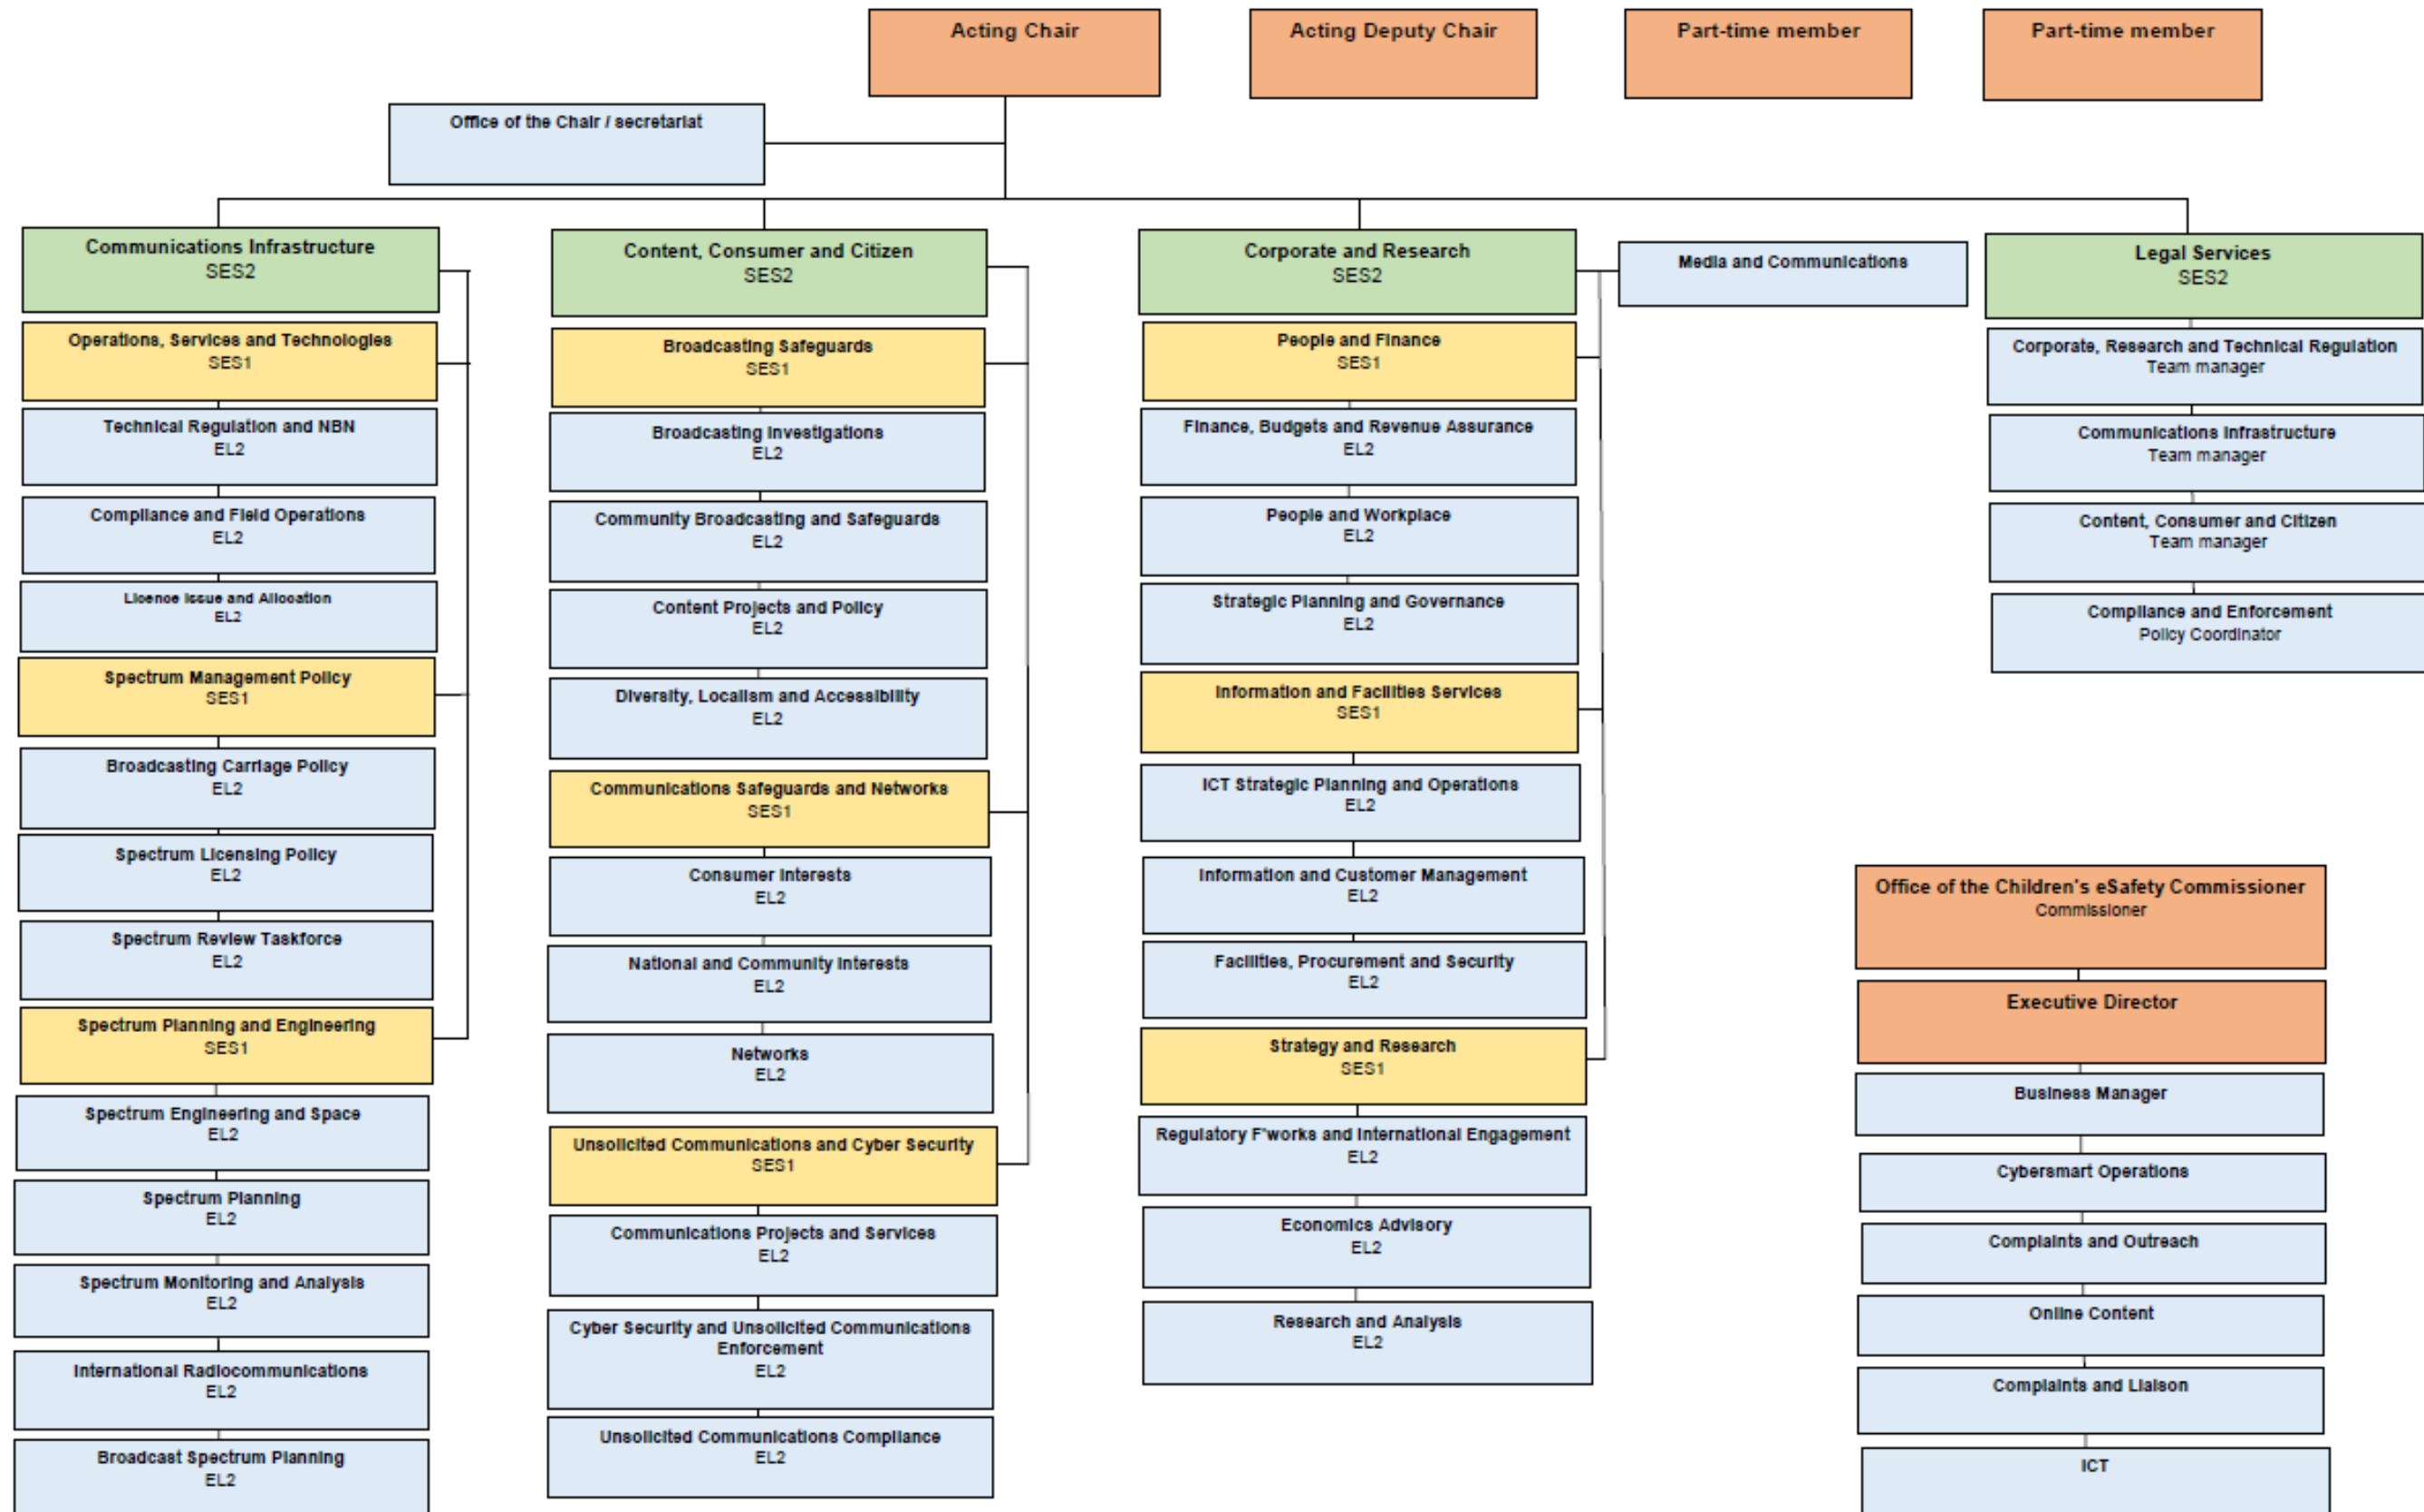 Acting Chair
Acting Deputy Chair
Part-time member
Part-time member
Office of the Chair / secretariat
Communications Infrastructure
SES2
Operations, Services and Technologies
SES1
Technical Regulation and NBN
EL2
Compliance and Field Operations
EL2
Licence Issue and Allocation
EL2
Spectrum Management Policy
SES1
Broadcasting Carriage Policy
EL2
Spectrum Licensing Policy
EL2
Spectrum Review Taskforce
EL2
Spectrum Planning and Engineering
SES1
Spectrum Engineering and Space
EL2
Spectrum Planning
EL2
Spectrum Monitoring and Analysis
EL2
International Radiocommunications
EL2
Broadcast Spectrum Planning
EL2
Content, Consumer and Citizen
SES2
Broadcasting Safeguards
SES1
Broadcasting Investigations
EL2
Community Broadcasting and Safeguards
EL2
Content Projects and Policy
EL2
Diversity, Localism and Accessibility
EL2
Communications Safeguards and Networks
SES1
Consumer Interests
EL2
National and Community Interests
EL2
Networks
EL2
Unsolicited Communications and Cyber Security
SES1
Communications Projects and Services
EL2
Cyber Security and Unsolicited Communications
Enforcement
EL2
Unsolicited Communications Compliance
EL2
Corporate and Research
SES2
Media and Communications
People and Finance
SES1
Finance, Budgets and Revenue Assurance
EL2
People and Workplace
EL2
Strategic Planning and Governance
EL2
Information and Facilities Services
SES1
ICT Strategic Planning and Operations
EL2
Information and Customer Management
EL2
Facilities, Procurement and Security
EL2
Strategy and Research
SES1
Regulatory F'works and International Engagement
EL2
Economics Advisory
EL2
Research and Analysis
EL2
Legal Services
SES2
Corporate, Research and Technical Regulation
Team manager
Communications Infrastructure
Team manager
Content, Consumer and Citizen
Team manager
Compliance and Enforcement
Policy Coordinator
Office of the Children's eSafety Commissioner
Commissioner
Executive Director
Business Manager
Cybersmart Operations
Complaints and Outreach
Online Content
Complaints and Liaison
ICT